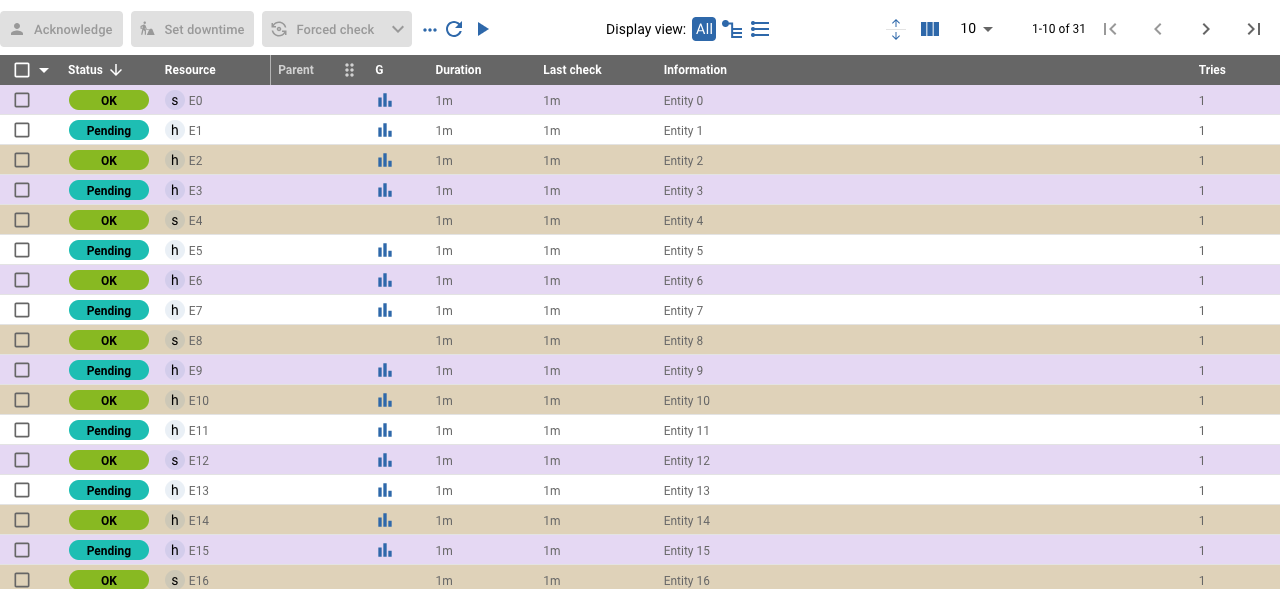 Acknowledge Set downtime Forced check Display view: All 10 1-10 of 31
Status Resource Parent G Duration Last check Information Tries
OK s E0 1m 1m Entity 0 1
Pending h E1 1m 1m Entity 1 1
OK h E2 1m 1m Entity 2 1
Pending h E3 1m 1m Entity 3 1
OK s E4 1m 1m Entity 4 1
Pending h E5 1m 1m Entity 5 1
OK h E6 1m 1m Entity 6 1
Pending h E7 1m 1m Entity 7 1
OK s E8 1m 1m Entity 8 1
Pending h E9 1m 1m Entity 9 1
OK h E10 1m 1m Entity 10 1
Pending h E11 1m 1m Entity 11 1
OK s E12 1m 1m Entity 12 1
Pending h E13 1m 1m Entity 13 1
OK h E14 1m 1m Entity 14 1
Pending h E15 1m 1m Entity 15 1
OK s E16 1m 1m Entity 16 1